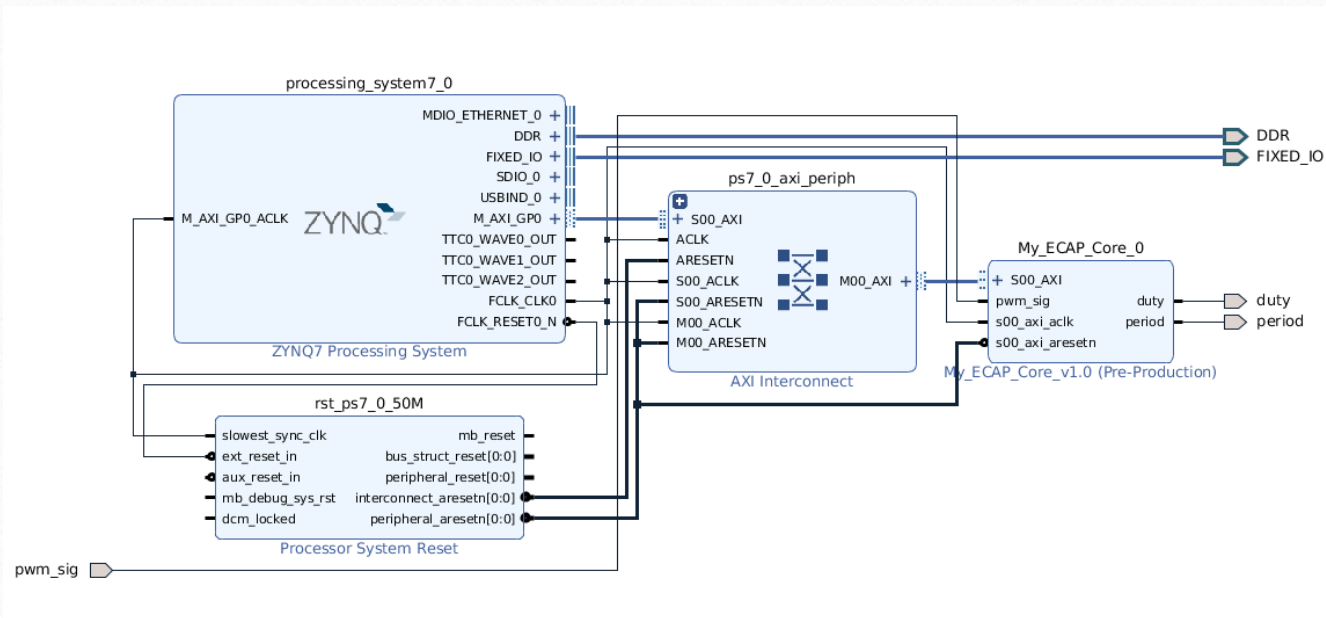 processing_system7_0
MDIO_ETHERNET_0
DDR
FIXED_IO
SDIO_0
USBIND_0
M_AXI_GP0_ACLK
ZYNQ
M_AXI_GP0
TTC0_WAVE0_OUT
TTC0_WAVE1_OUT
TTC0_WAVE2_OUT
FCLK_CLK0
FCLK_RESET0_N
ZYNQ7 Processing System
ps7_0_axi_periph
S00_AXI
ACLK
ARESETN
S00_ACLK
S00_ARESETN
M00_ACLK
M00_ARESETN
M00_AXI
AXI Interconnect
My_ECAP_Core_0
S00_AXI
pwm_sig
s00_axi_aclk
s00_axi_aresetn
duty
period
My_ECAP_Core_v1.0 (Pre-Production)
DDR
FIXED_IO
duty
period
rst_ps7_0_50M
slowest_sync_clk
ext_reset_in
aux_reset_in
mb_debug_sys_rst
dcm_locked
mb_reset
bus_struct_reset[0:0]
peripheral_reset[0:0]
interconnect_aresetn[0:0]
peripheral_aresetn[0:0]
Processor System Reset
pwm_sig